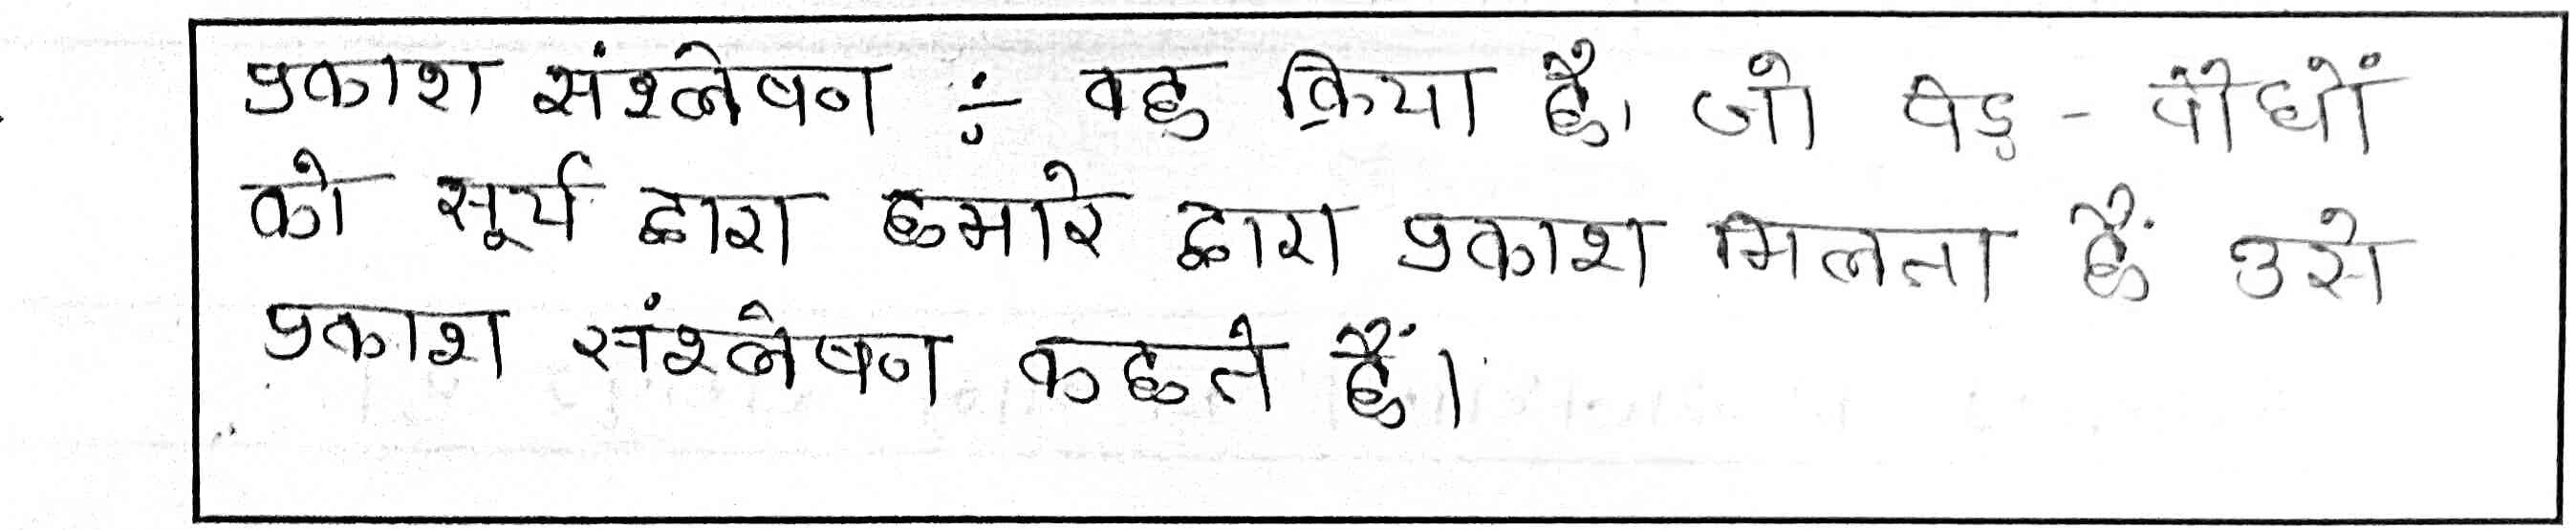 प्रकाश संश्लेषण ÷ वह क्रिया है। जो पेड़ - पौधों
को सूर्य द्वारा हमारे द्वारा प्रकाश मिलता हैं उसे
प्रकाश संश्लेषण कहते हैं।